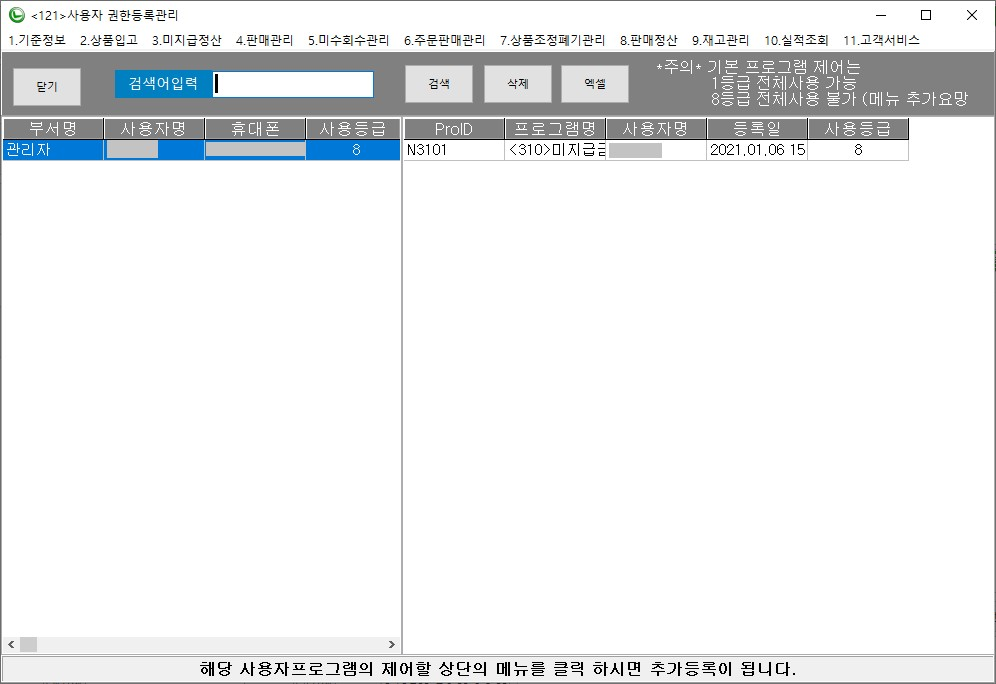 <121>사용자 권한등록관리
1.기준정보 2.상품입고 3.미지급정산 4.판매관리 5.미수회수관리 6.주문판매관리 7.상품조정폐기관리 8.판매정산 9.재고관리 10.실적조회 11.고객서비스
닫기 검색어입력 검색 삭제 엑셀
*주의* 기본 프로그램 제어는
1등급 전체사용 가능
8등급 전체사용 불가 (메뉴 추가요망
부서명 사용자명 휴대폰 사용등급 ProID 프로그램명 사용자명 등록일 사용등급
관리자 8 N3101 <310>미지급금 2021.01.06 15 8
해당 사용자프로그램의 제어할 상단의 메뉴를 클릭 하시면 추가등록이 됩니다.